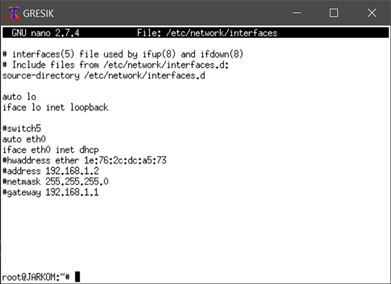 GRESIK
GNU nano 2.7.4 File: /etc/network/interfaces
# interfaces(5) file used by ifup(8) and ifdown(8)
# Include files from /etc/network/interfaces.d:
source-directory /etc/network/interfaces.d
auto lo
iface lo inet loopback
#switch5
auto eth0
iface eth0 inet dhcp
#hwaddress ether 1e:76:2c:dc:a5:73
#address 192.168.1.2
#netmask 255.255.255.0
#gateway 192.168.1.1
root@JARKOM:~#